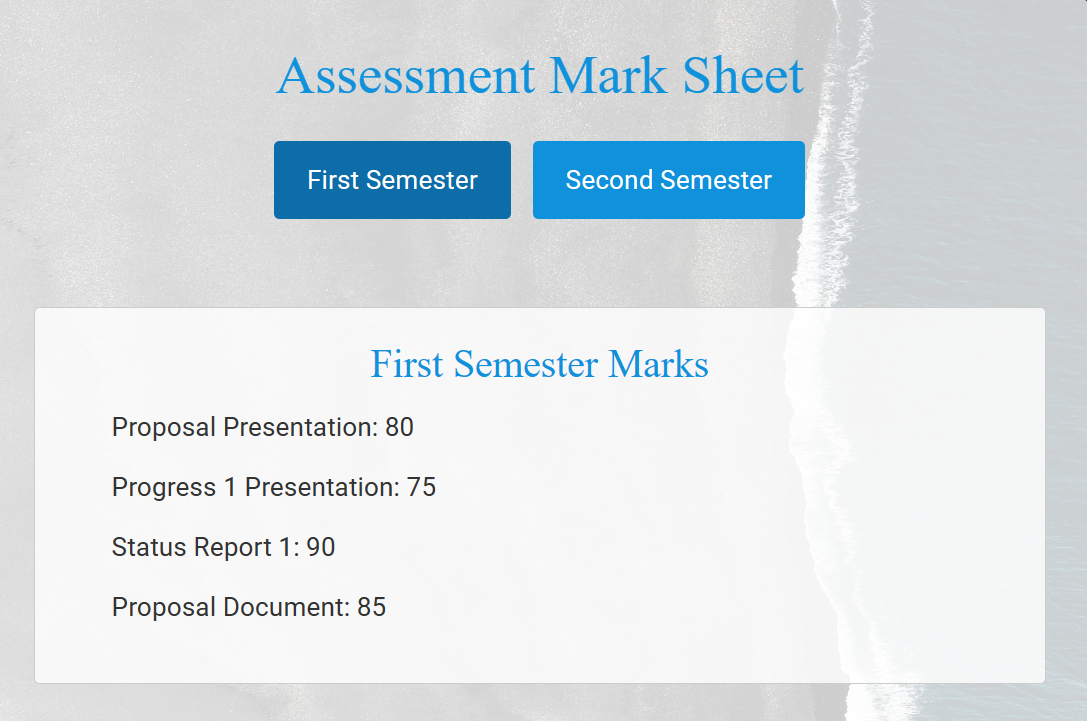 Assessment Mark Sheet
First Semester
Second Semester
First Semester Marks
Proposal Presentation: 80
Progress 1 Presentation: 75
Status Report 1: 90
Proposal Document: 85